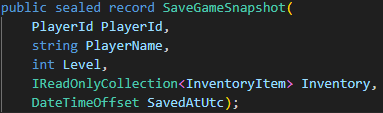 public sealed record SaveGameSnapshot(
    PlayerId PlayerId,
    string PlayerName,
    int Level,
    IReadOnlyCollection<InventoryItem> Inventory,
    DateTimeOffset SavedAtUtc);